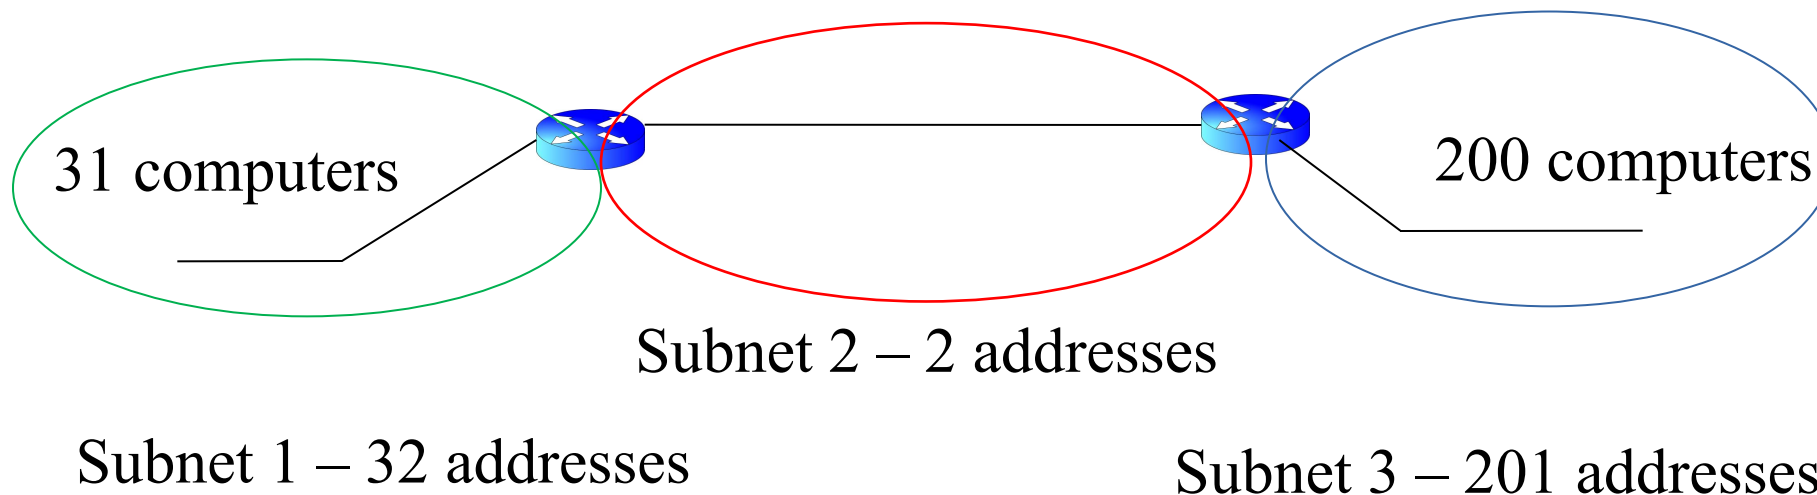 31 computers
200 computers
Subnet 2 – 2 addresses
Subnet 1 – 32 addresses
Subnet 3 – 201 addresses